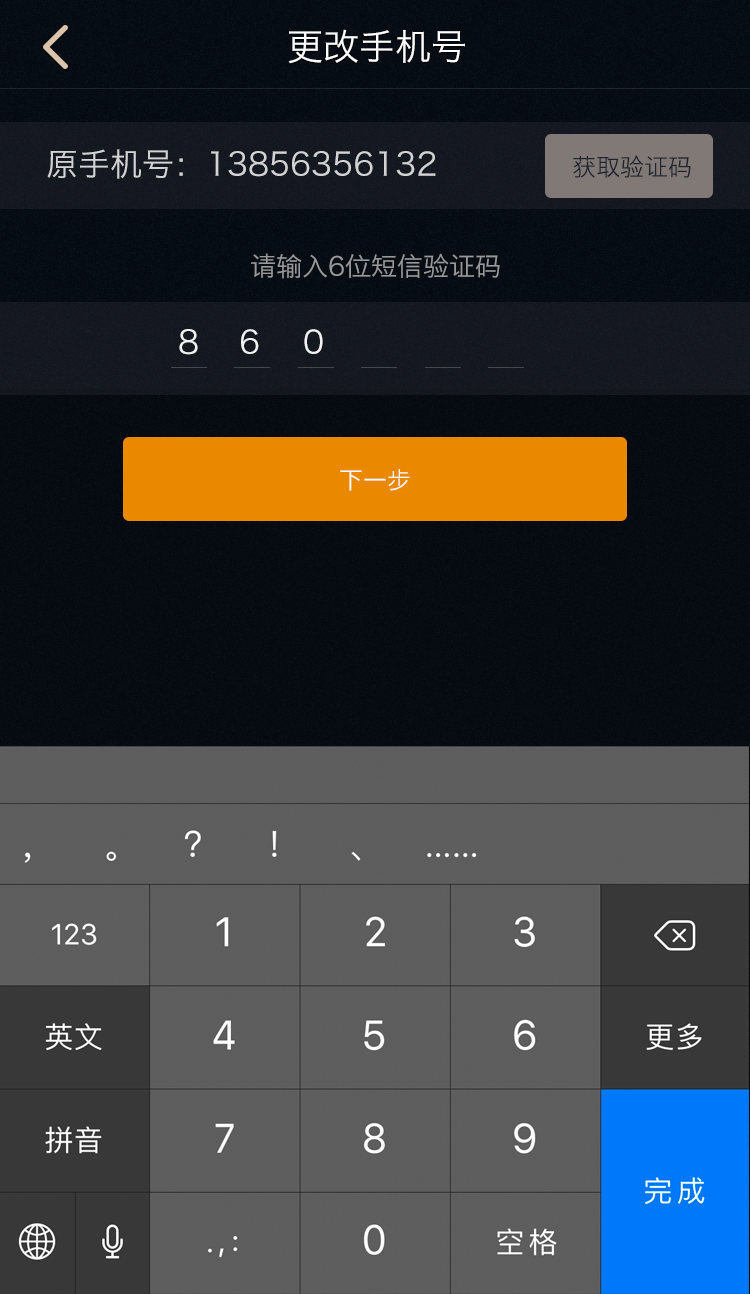 更改手机号
原手机号：13856356132 获取验证码
请输入6位短信验证码
8 6 0
下一步
， 。 ? ! 、 ……
123 1 2 3
英文 4 5 6 更多
拼音 7 8 9
完成
.,: 0 空格